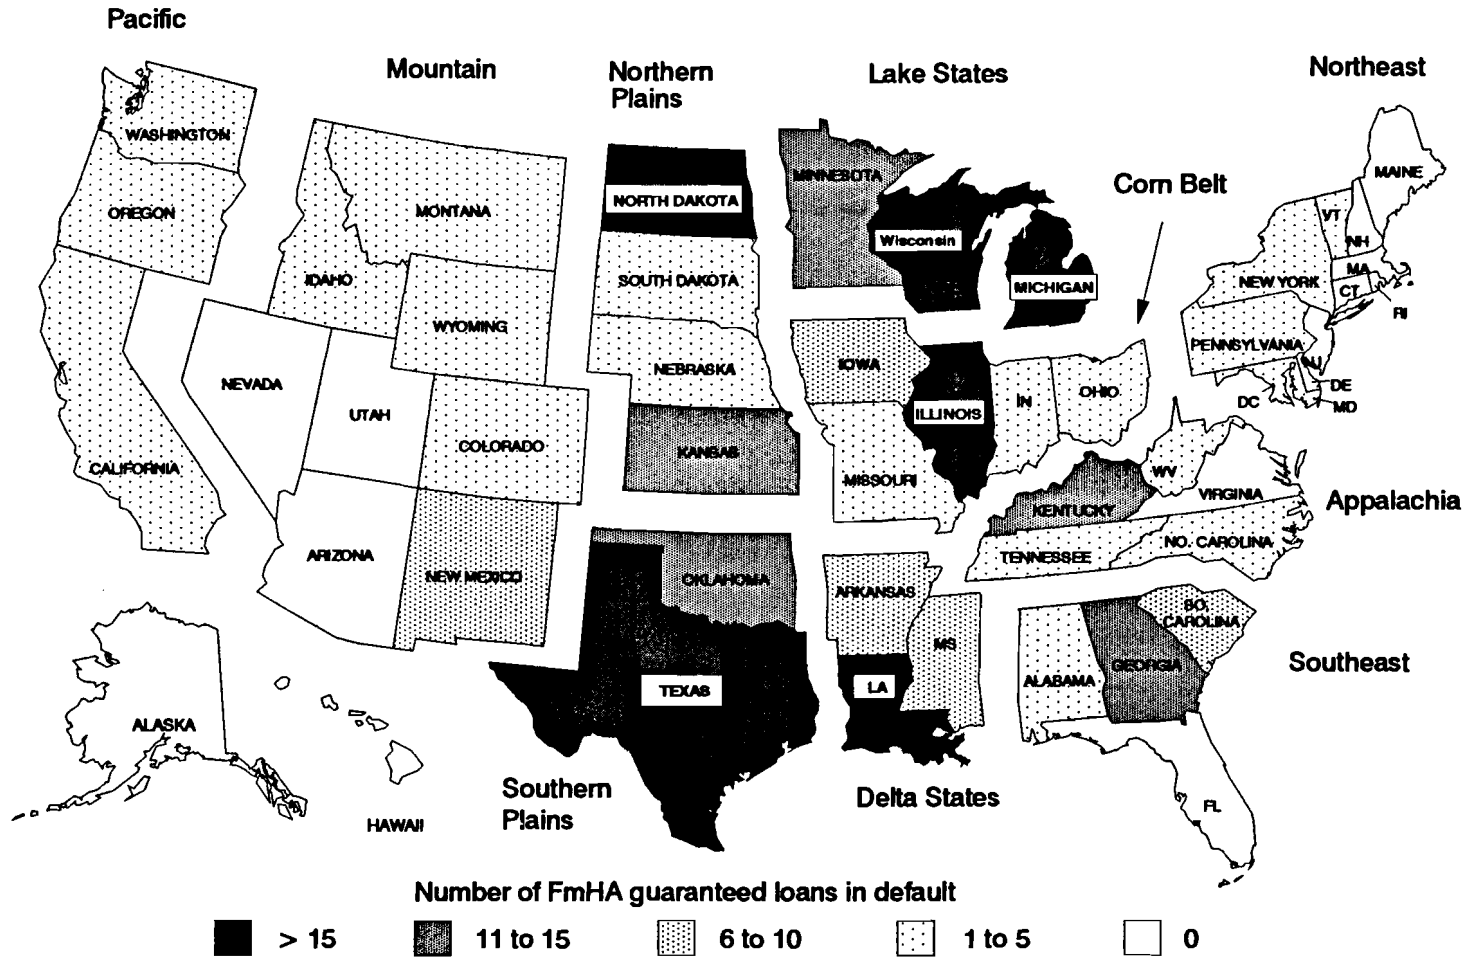 Pacific
Mountain
Northern
Plains
Lake States
Northeast
Corn Belt
WASHINGTON
OREGON
CALIFORNIA
IDAHO
MONTANA
WYOMING
NEVADA
UTAH
COLORADO
ARIZONA
NEW MEXICO
NORTH DAKOTA
SOUTH DAKOTA
NEBRASKA
KANSAS
MINNESOTA
Wisconsin
MICHIGAN
IOWA
ILLINOIS
IN
OHIO
MISSOURI
MAINE
VT
NH
NEW YORK
MA
CT
RI
PENNSYLVANIA
NJ
DE
DC
MD
WV
VIRGINIA
KENTUCKY
TENNESSEE
NO. CAROLINA
Appalachia
OKLAHOMA
TEXAS
Southern
Plains
ARKANSAS
MS
LA
Delta States
SO.
CAROLINA
GEORGIA
ALABAMA
FL
Southeast
ALASKA
HAWAII
Number of FmHA guaranteed loans in default
> 15
11 to 15
6 to 10
1 to 5
0